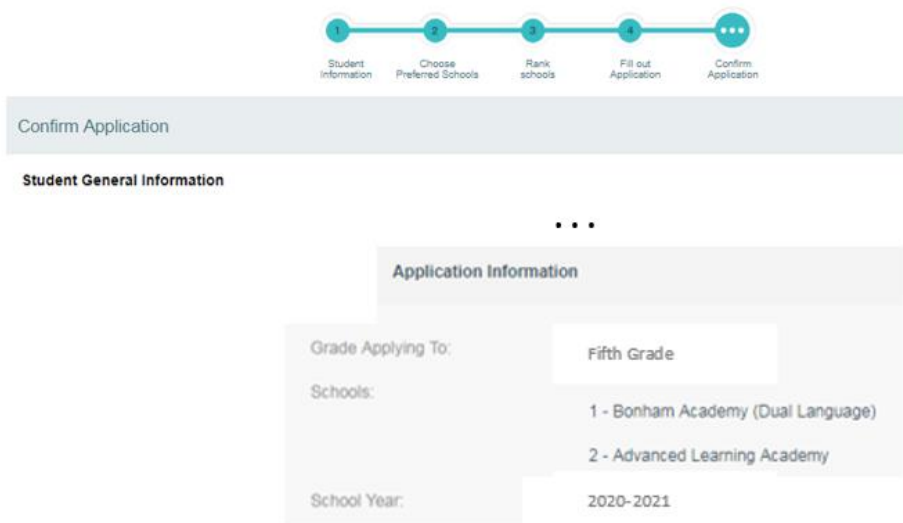 1 2 3 4
Student Information
Choose Preferred Schools
Rank schools
Fill out Application
Confirm Application
Confirm Application
Student General Information
...
Application Information
Grade Applying To: Fifth Grade
Schools:
1 - Bonham Academy (Dual Language)
2 - Advanced Learning Academy
School Year: 2020-2021